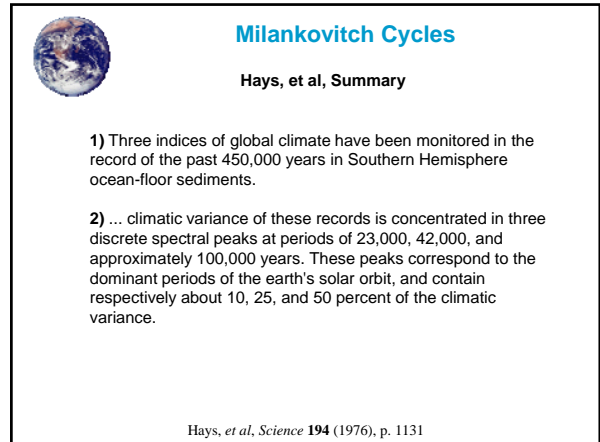 Milankovitch Cycles
Hays, et al, Summary
1) Three indices of global climate have been monitored in the
record of the past 450,000 years in Southern Hemisphere
ocean-floor sediments.
2) ... climatic variance of these records is concentrated in three
discrete spectral peaks at periods of 23,000, 42,000, and
approximately 100,000 years. These peaks correspond to the
dominant periods of the earth's solar orbit, and contain
respectively about 10, 25, and 50 percent of the climatic
variance.
Hays, et al, Science 194 (1976), p. 1131